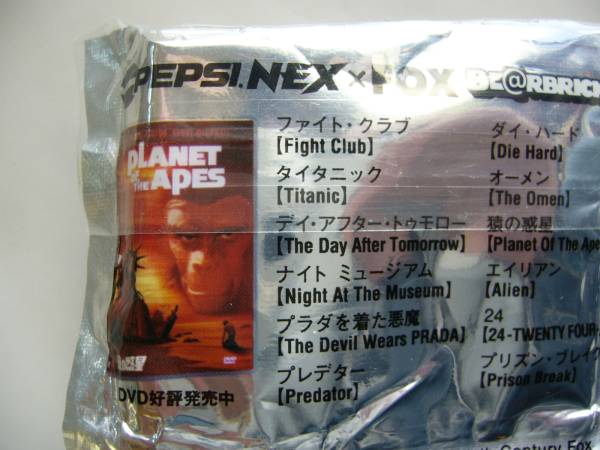 PEPSI. NEX × FOX BE@RBRICK
PLANET
OF THE APES
DVD
DVD好評発売中
ファイト・クラブ
【Fight Club】
タイタニック
【Titanic】
デイ・アフター・トゥモロー
【The Day After Tomorrow】
ナイト ミュージアム
【Night At The Museum】
プラダを着た悪魔
【The Devil Wears PRADA】
プレデター
【Predator】
ダイ・ハード
【Die Hard】
オーメン
【The Omen】
猿の惑星
【Planet Of The Ape
エイリアン
【Alien】
24
【24-TWENTY FOUR
プリズン・ブレイク
【Prison Break】
th Century Fox